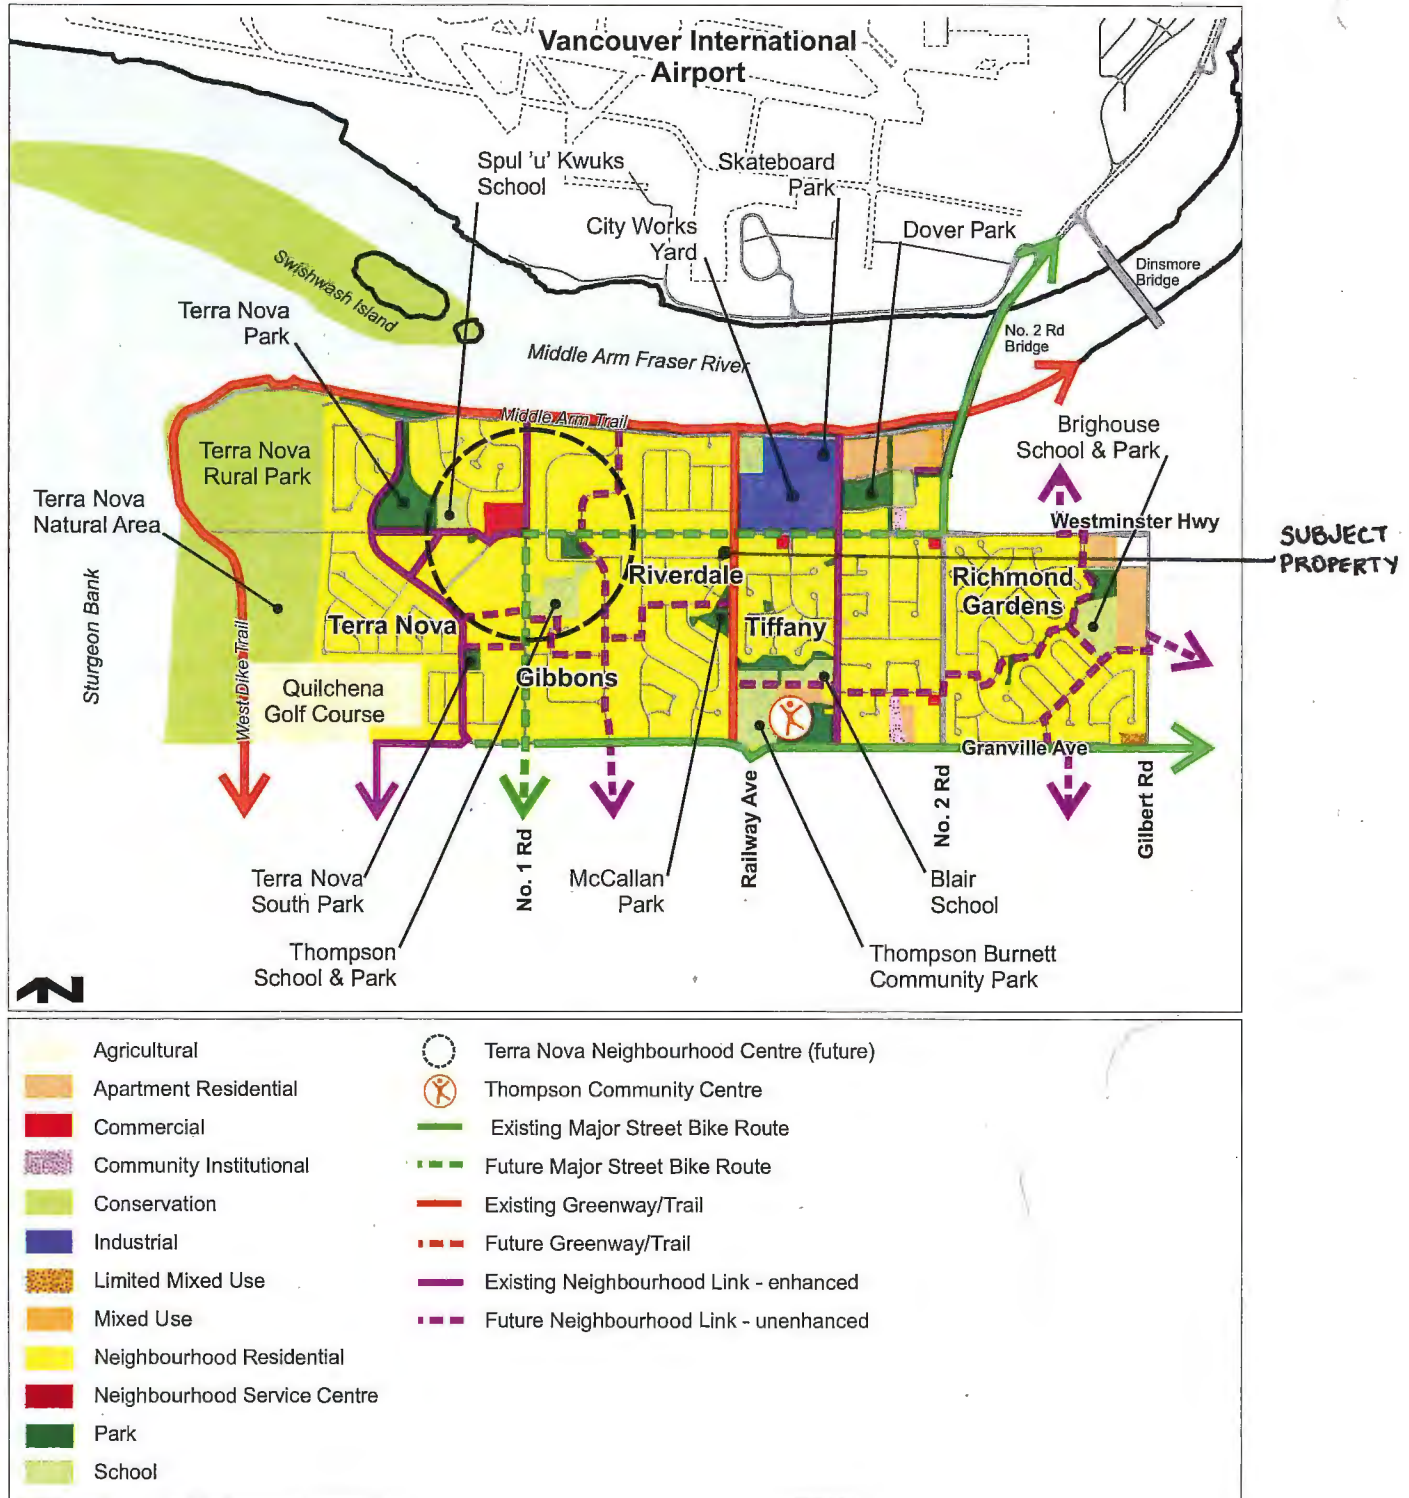 Vancouver International
Airport
Spul 'u' Kwuks
School
Skateboard
Park
City Works
Yard
Dover Park
Dinsmore
Bridge
Swishwash Island
Terra Nova
Park
No. 2 Rd
Bridge
Middle Arm Fraser River
Middle Arm Trail
Brighouse
School & Park
Terra Nova
Rural Park
Terra Nova
Natural Area
Westminster Hwy
SUBJECT
PROPERTY
Riverdale
Richmond
Gardens
Terra Nova
Tiffany
Sturgeon Bank
West Dike Trail
Gibbons
Quilchena
Golf Course
Granville Ave
No. 1 Rd
Railway Ave
No. 2 Rd
Gilbert Rd
Terra Nova
South Park
McCallan
Park
Blair
School
Thompson
School & Park
Thompson Burnett
Community Park
N
Agricultural
Apartment Residential
Commercial
Community Institutional
Conservation
Industrial
Limited Mixed Use
Mixed Use
Neighbourhood Residential
Neighbourhood Service Centre
Park
School
Terra Nova Neighbourhood Centre (future)
Thompson Community Centre
Existing Major Street Bike Route
Future Major Street Bike Route
Existing Greenway/Trail
Future Greenway/Trail
Existing Neighbourhood Link - enhanced
Future Neighbourhood Link - unenhanced